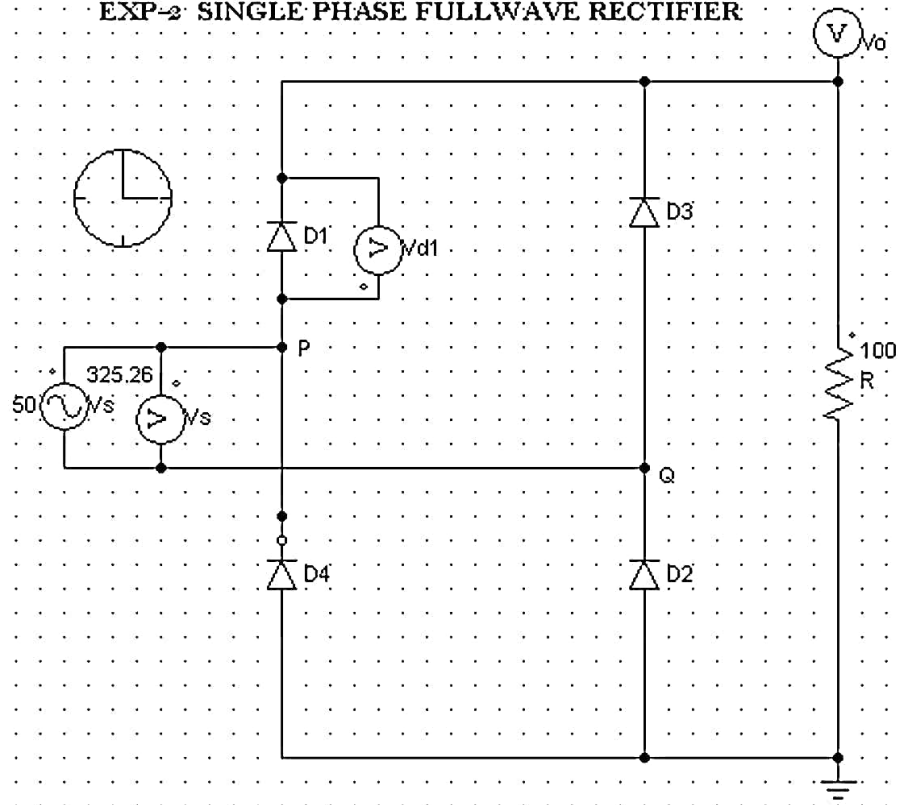 EXP-2 SINGLE PHASE FULLWAVE RECTIFIER
V
Vo
D3
D1
V
Vd1
P
325.26
50
Vs
V
Vs
100
R
Q
D4
D2